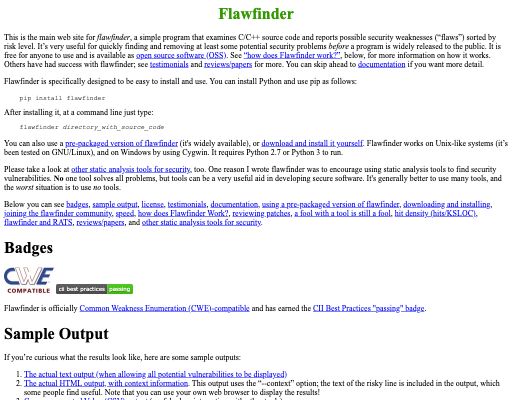 Flawfinder
This is the main web site for flawfinder, a simple program that examines C/C++ source code and reports possible security weaknesses (“flaws”) sorted by
risk level. It’s very useful for quickly finding and removing at least some potential security problems before a program is widely released to the public. It is
free for anyone to use and is available as open source software (OSS). See “how does Flawfinder work?”, below, for more information on how it works.
Others have had success with flawfinder; see testimonials and reviews/papers for more. You can skip ahead to documentation if you want more detail.
Flawfinder is specifically designed to be easy to install and use. You can install Python and use pip as follows:
pip install flawfinder
After installing it, at a command line just type:
flawfinder directory_with_source_code
You can also use a pre-packaged version of flawfinder (it's widely available), or download and install it yourself. Flawfinder works on Unix-like systems (it’s
been tested on GNU/Linux), and on Windows by using Cygwin. It requires Python 2.7 or Python 3 to run.
Please take a look at other static analysis tools for security, too. One reason I wrote flawfinder was to encourage using static analysis tools to find security
vulnerabilities. No one tool solves all problems, but tools can be a very useful aid in developing secure software. It's generally better to use many tools, and
the worst situation is to use no tools.
Below you can see badges, sample output, license, testimonials, documentation, using a pre-packaged version of flawfinder, downloading and installing,
joining the flawfinder community, speed, how does Flawfinder Work?, reviewing patches, a fool with a tool is still a fool, hit density (hits/KSLOC),
flawfinder and RATS, reviews/papers, and other static analysis tools for security.
Badges
CWE
COMPATIBLE
cii best practices passing
Flawfinder is officially Common Weakness Enumeration (CWE)-compatible and has earned the CII Best Practices "passing" badge.
Sample Output
If you’re curious what the results look like, here are some sample outputs:
1. The actual text output (when allowing all potential vulnerabilities to be displayed)
2. The actual HTML output, with context information. This output uses the “--context” option; the text of the risky line is included in the output, which
some people find useful. Note that you can use your own web browser to display the results!